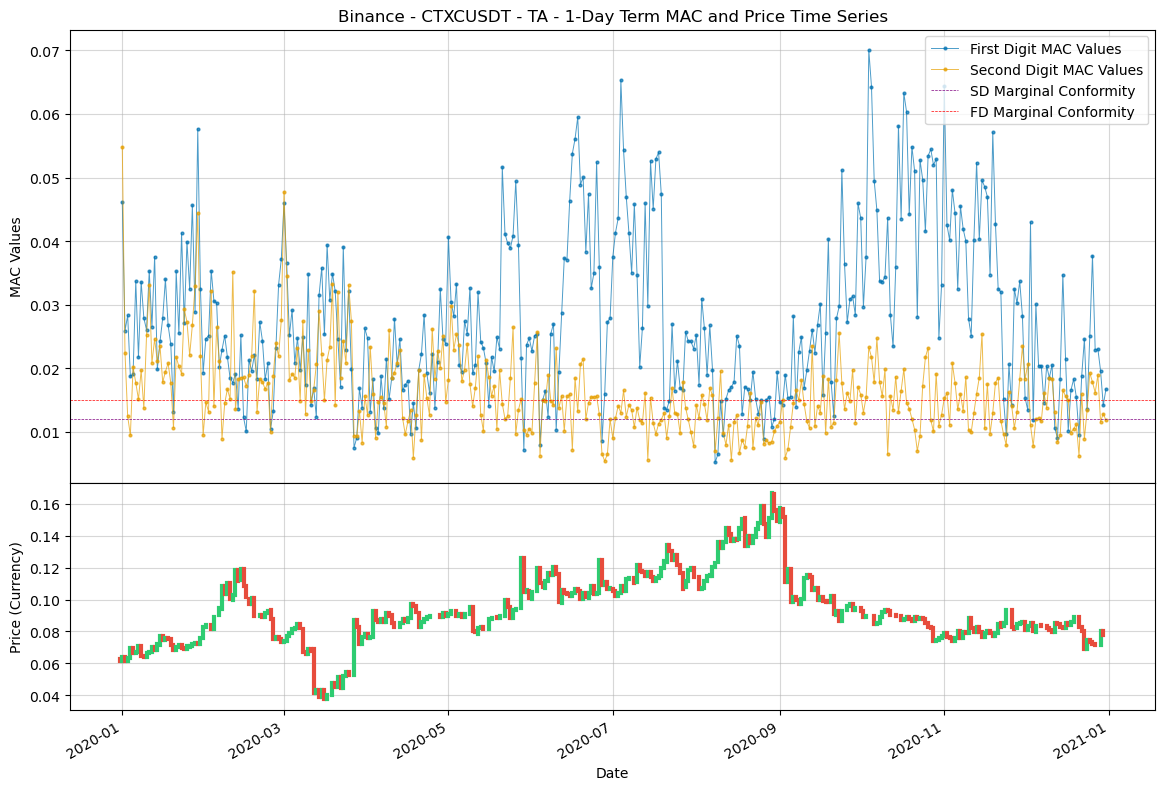 Binance - CTXCUSDT - TA - 1-Day Term MAC and Price Time Series
First Digit MAC Values
Second Digit MAC Values
SD Marginal Conformity
FD Marginal Conformity
MAC Values
0.07
0.06
0.05
0.04
0.03
0.02
0.01
Price (Currency)
0.16
0.14
0.12
0.10
0.08
0.06
0.04
2020-01
2020-03
2020-05
2020-07
2020-09
2020-11
2021-01
Date